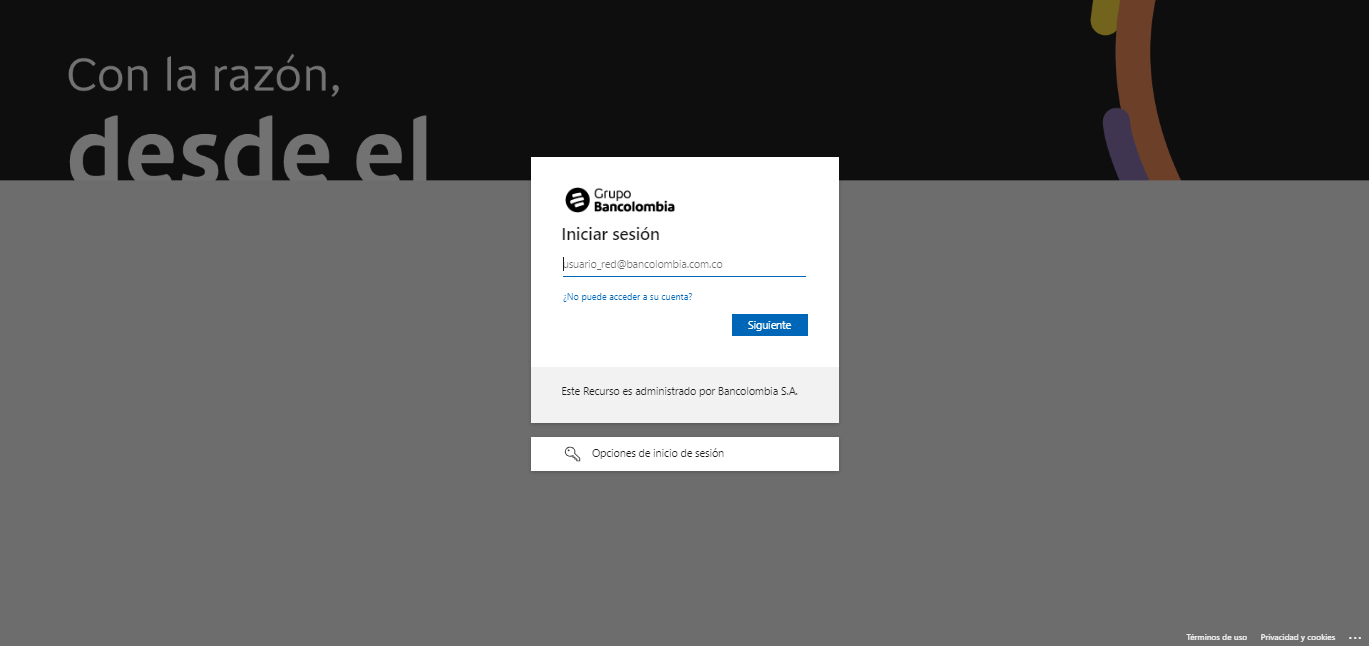 Con la razón,
desde el
Grupo
Bancolombia
Iniciar sesión
usuario_red@bancolombia.com.co
¿No puede acceder a su cuenta?
Siguiente
Este Recurso es administrado por Bancolombia S.A.
Opciones de inicio de sesión
Términos de uso Privacidad y cookies ...